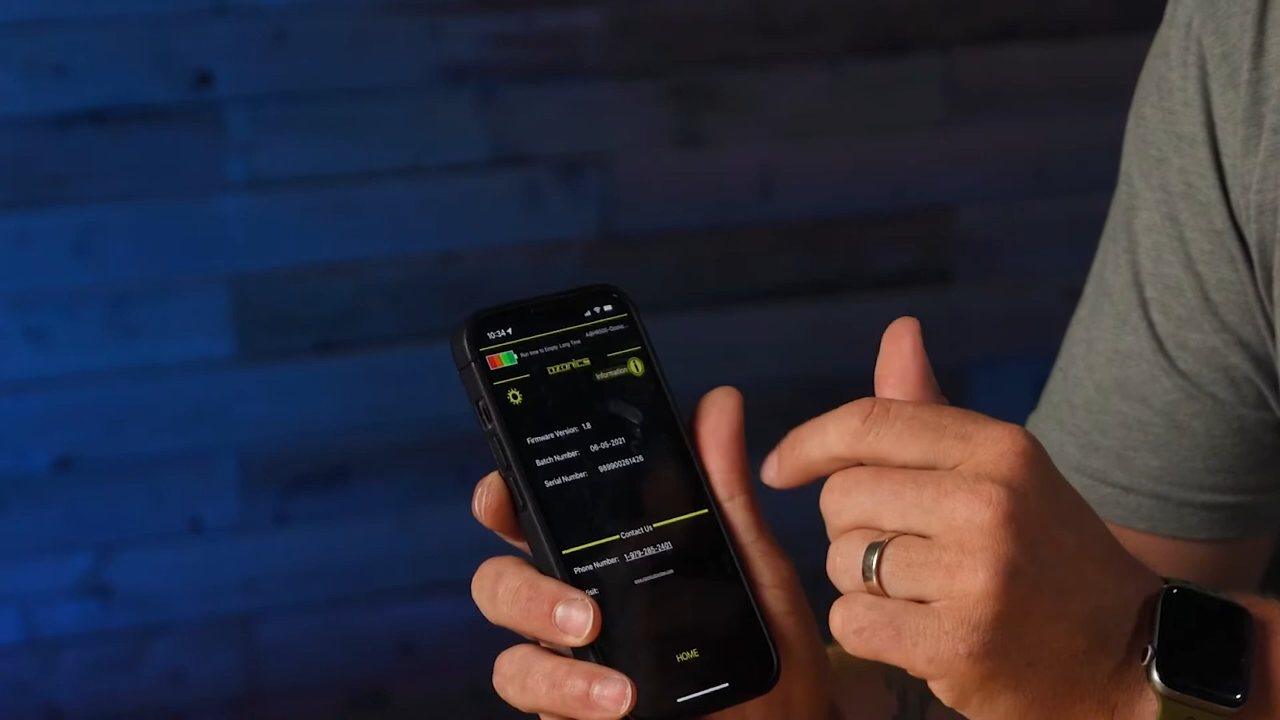 10:34
Run time to Empty: Long Time
ozonics
Information i
Firmware Version: 1.8
Batch Number: 06-05-2021
Serial Number: 989900261426
Contact Us
Phone Number: 1-979-285-2401
HOME